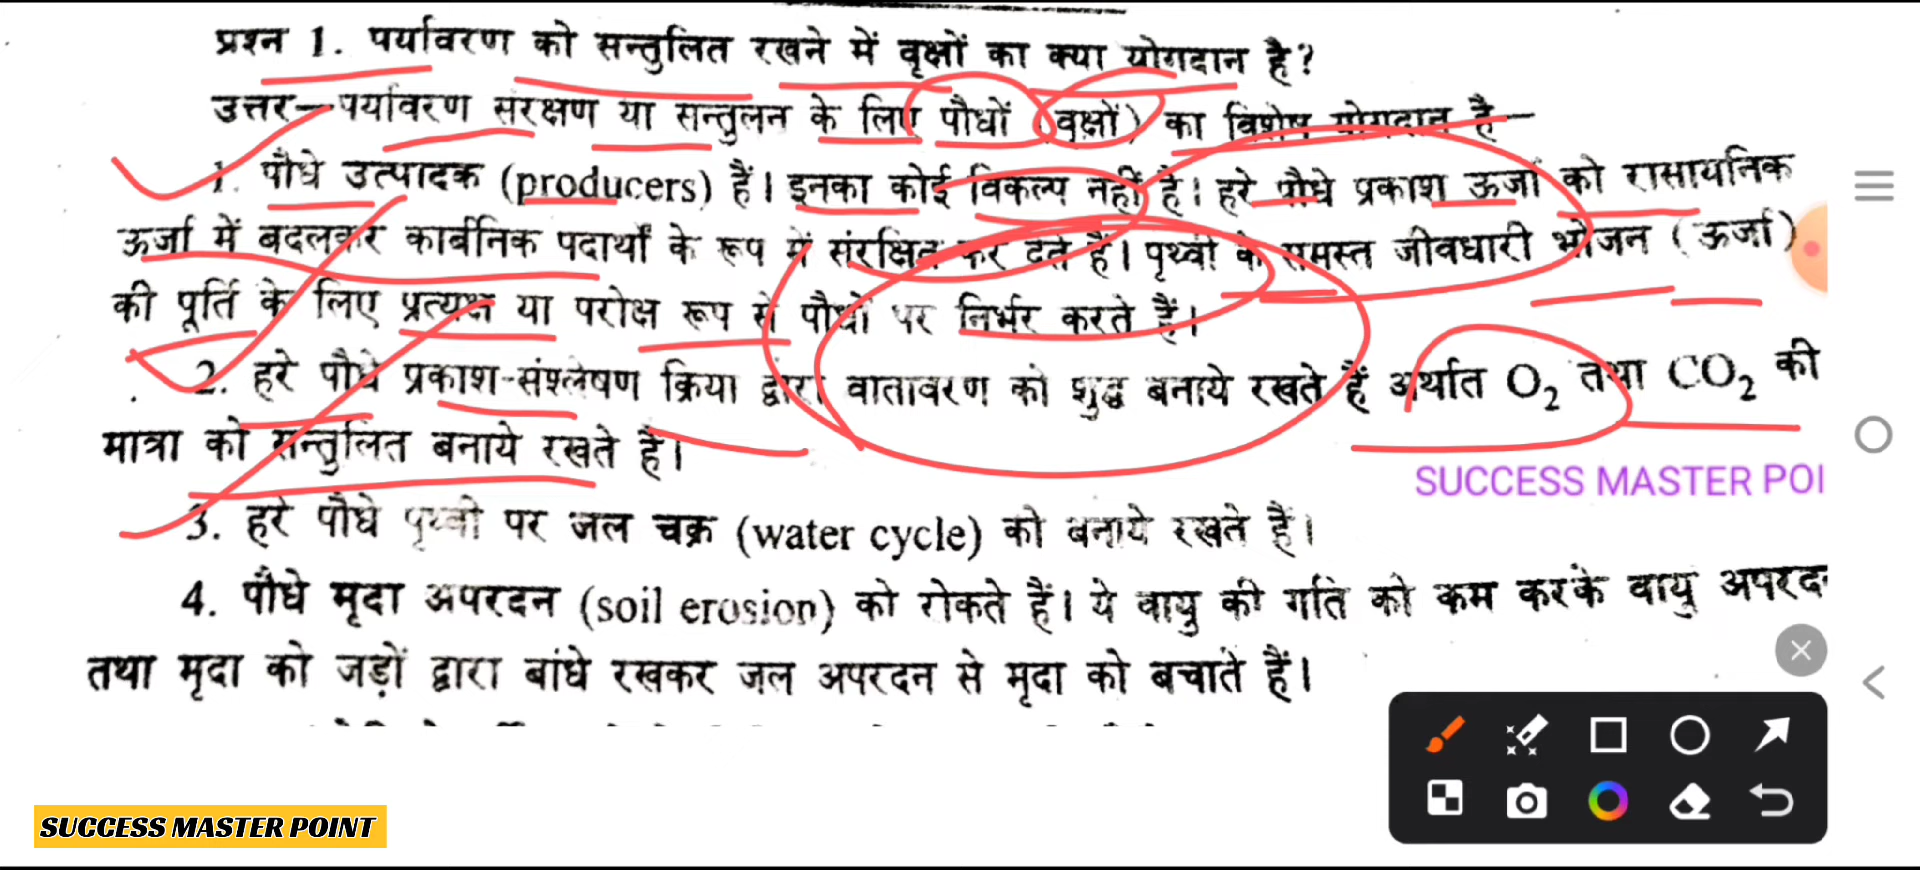 प्रश्न 1. पर्यावरण को सन्तुलित रखने में वृक्षों का क्या योगदान है?
उत्तर—पर्यावरण संरक्षण या सन्तुलन के लिए पौधों (वृक्षों) का विशेष योगदान है—
1. पौधे उत्पादक (producers) हैं। इनका कोई विकल्प नहीं है। हरे पौधे प्रकाश ऊर्जा को रासायनिक
ऊर्जा में बदलकर कार्बनिक पदार्थों के रूप में संरक्षित कर देते हैं। पृथ्वी के समस्त जीवधारी भोजन (ऊर्जा)
की पूर्ति के लिए प्रत्यक्ष या परोक्ष रूप से पौधों पर निर्भर करते हैं।
2. हरे पौधे प्रकाश-संश्लेषण क्रिया द्वारा वातावरण को शुद्ध बनाये रखते हैं अर्थात O₂ तथा CO₂ की
मात्रा को सन्तुलित बनाये रखते हैं।
SUCCESS MASTER POI
3. हरे पौधे पृथ्वी पर जल चक्र (water cycle) को बनाये रखते हैं।
4. पौधे मृदा अपरदन (soil erosion) को रोकते हैं। ये वायु की गति को कम करके वायु अपरदन
तथा मृदा को जड़ों द्वारा बांधे रखकर जल अपरदन से मृदा को बचाते हैं।
SUCCESS MASTER POINT